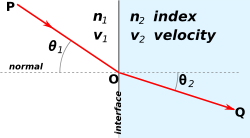 P
n1 n2 index
v1 v2 velocity
θ1
normal
O
θ2
interface
Q